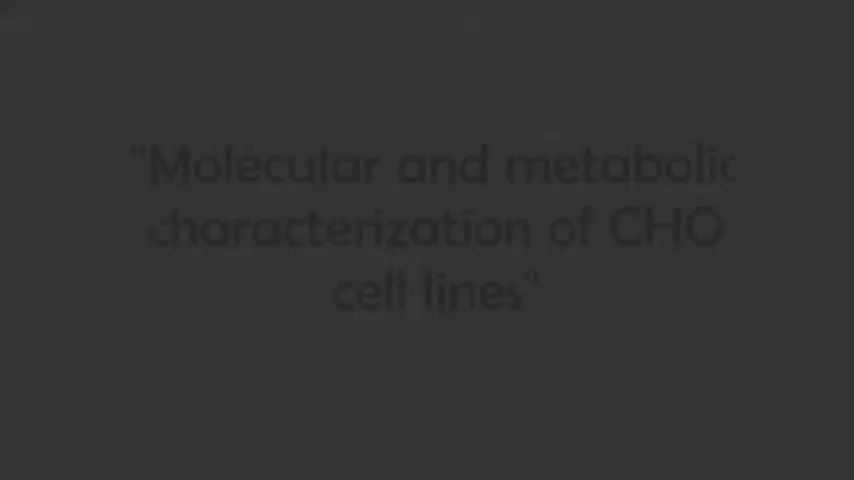 "Molecular and metabolic
characterization of CHO
cell lines"